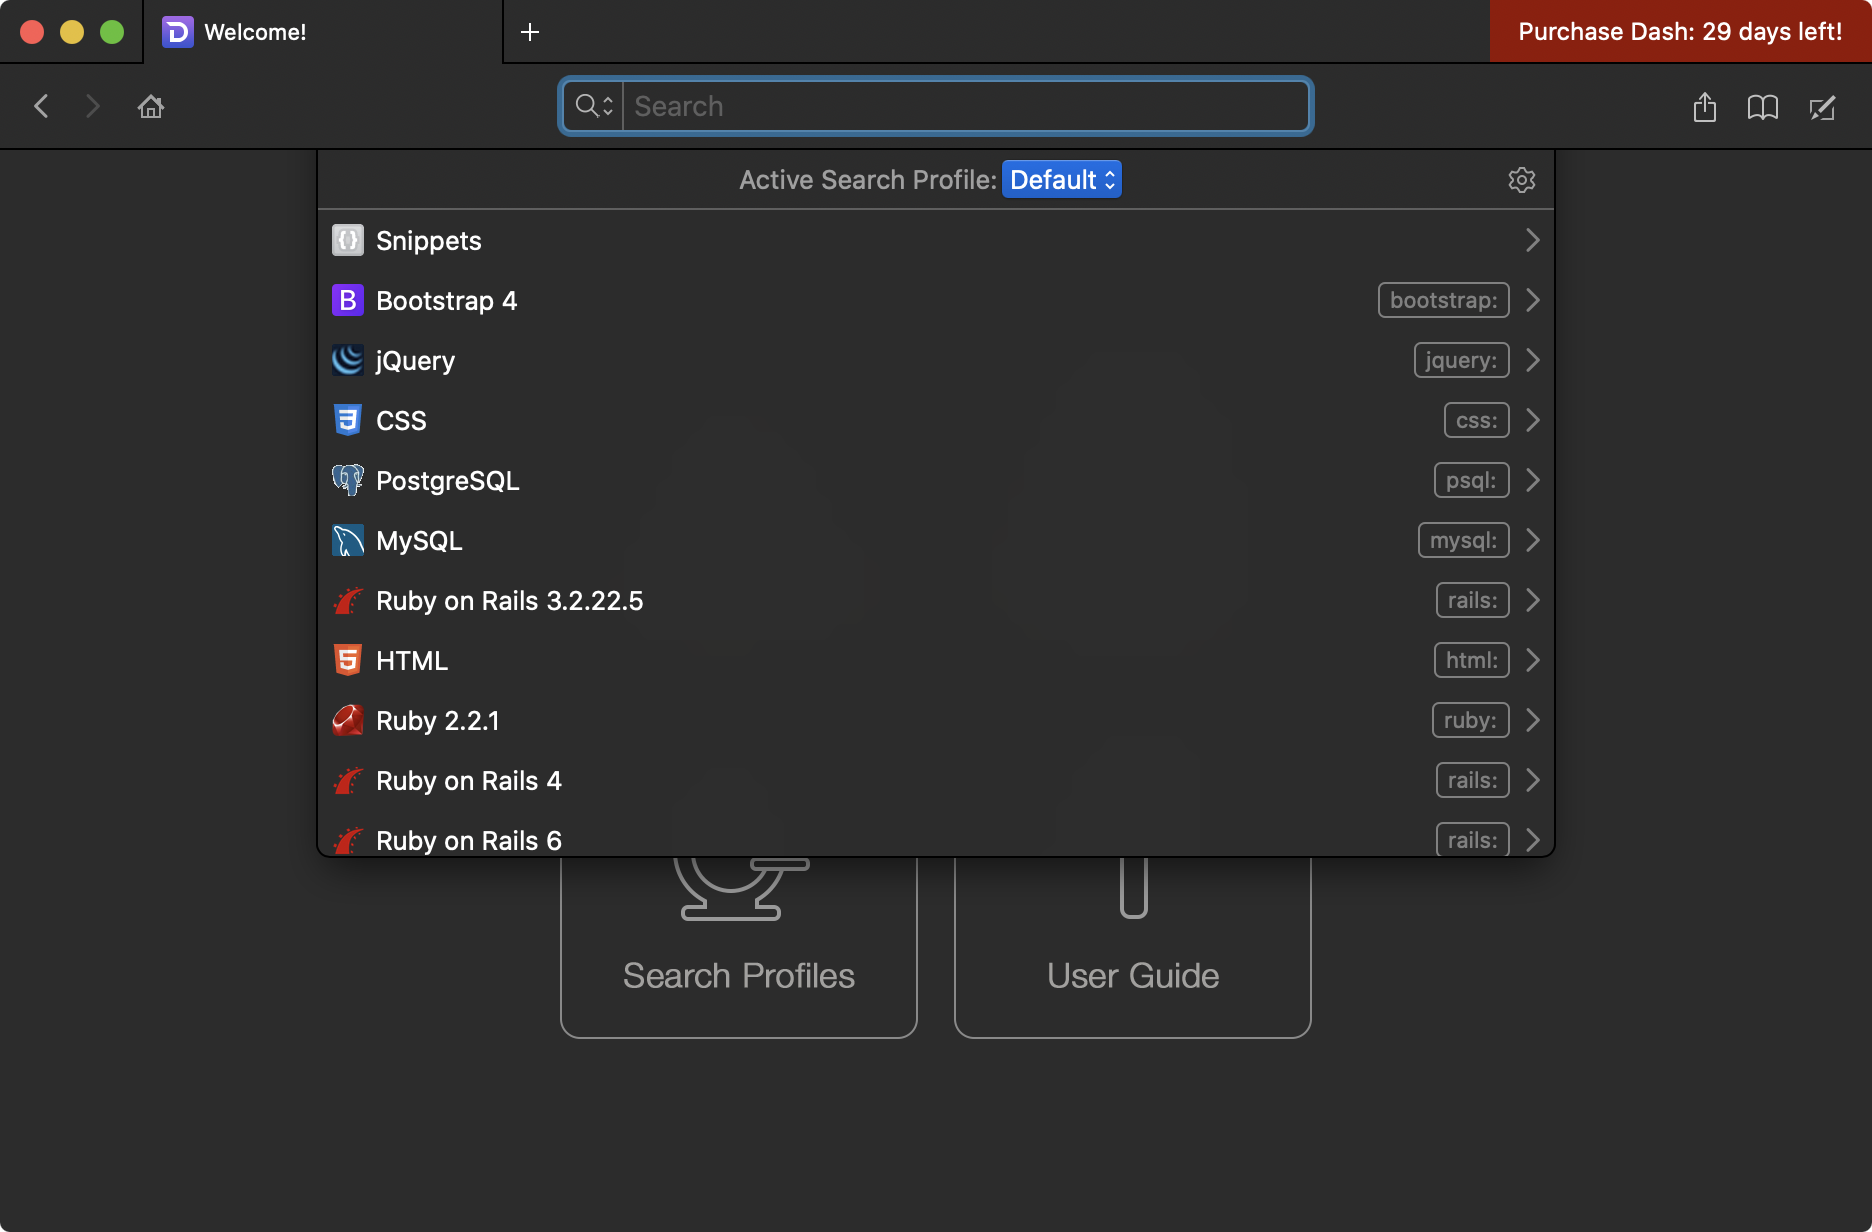 Welcome!
Purchase Dash: 29 days left!
Search
Active Search Profile: Default
Snippets
Bootstrap 4 bootstrap:
jQuery jquery:
CSS css:
PostgreSQL psql:
MySQL mysql:
Ruby on Rails 3.2.22.5 rails:
HTML html:
Ruby 2.2.1 ruby:
Ruby on Rails 4 rails:
Ruby on Rails 6 rails:
Search Profiles
User Guide